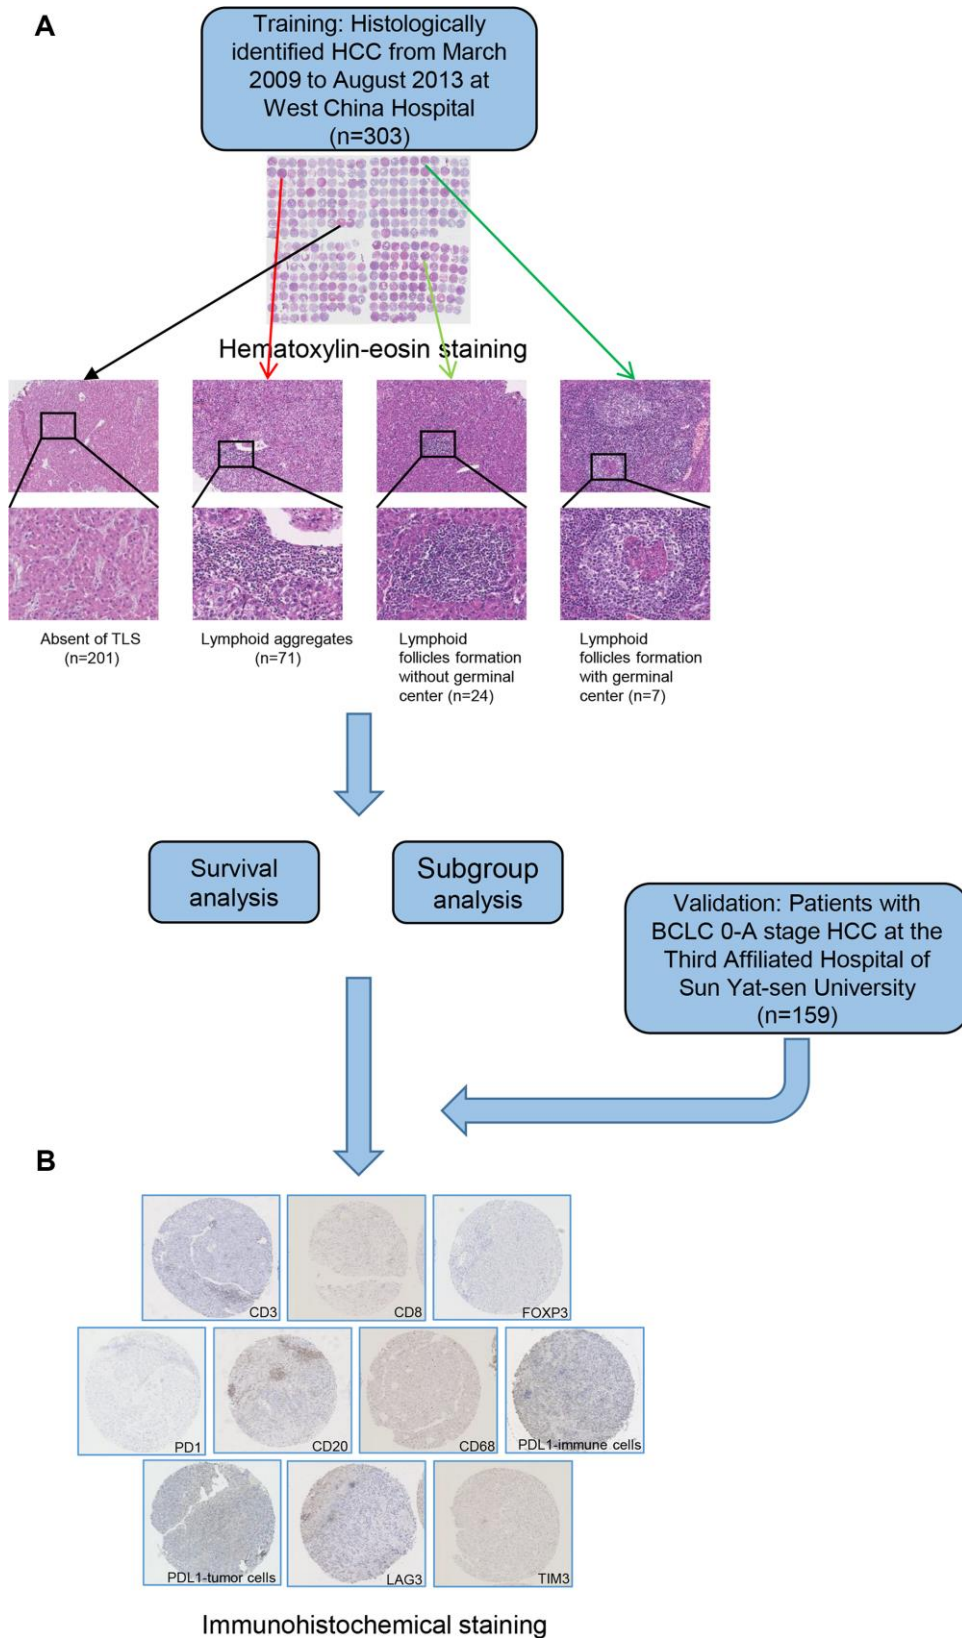 A
Training: Histologically
identified HCC from March
2009 to August 2013 at
West China Hospital
(n=303)
Hematoxylin-eosin staining
Absent of TLS
(n=201)
Lymphoid aggregates
(n=71)
Lymphoid
follicles formation
without germinal
center (n=24)
Lymphoid
follicles formation
with germinal
center (n=7)
Survival
analysis
Subgroup
analysis
Validation: Patients with
BCLC 0-A stage HCC at the
Third Affiliated Hospital of
Sun Yat-sen University
(n=159)
B
CD3
CD8
FOXP3
PD1
CD20
CD68
PDL1-immune cells
PDL1-tumor cells
LAG3
TIM3
Immunohistochemical staining